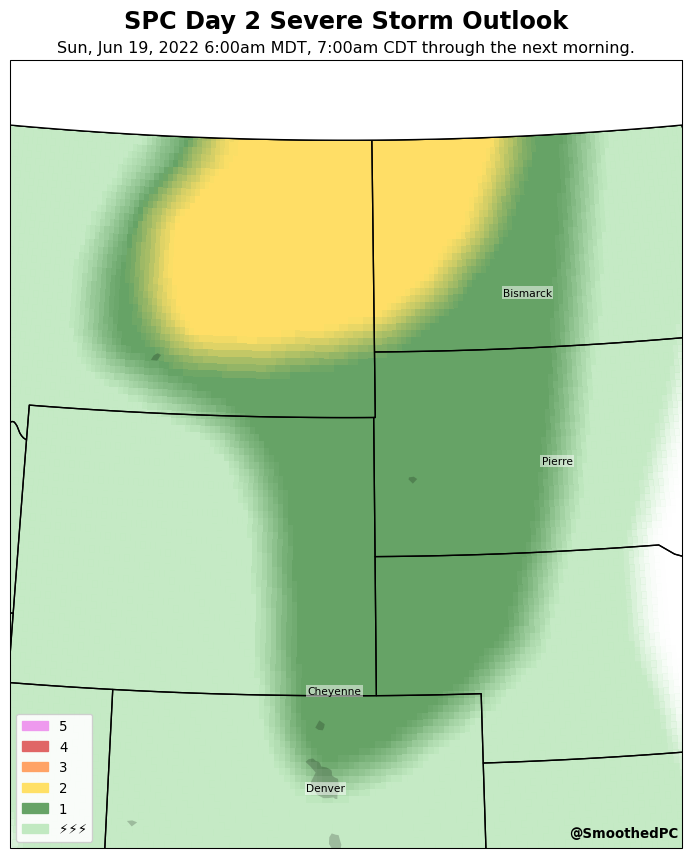 SPC Day 2 Severe Storm Outlook
Sun, Jun 19, 2022 6:00am MDT, 7:00am CDT through the next morning.
Bismarck
Pierre
Cheyenne
Denver
5
4
3
2
1
⚡⚡⚡
@SmoothedPC